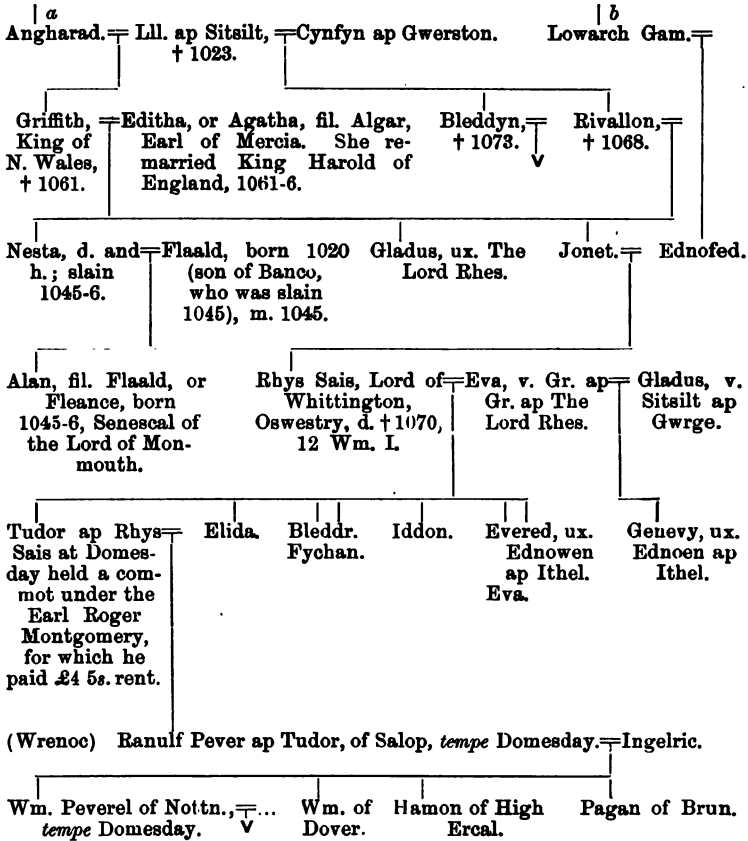 a
b
Angharad. Lll. ap Sitsilt, Cynfyn ap Gwerston. Lowarch Gam.
† 1023.
Griffith, King of N. Wales, † 1061.
Editha, or Agatha, fil. Algar,
Earl of Mercia. She re-
married King Harold of
England, 1061-6.
Bleddyn,
† 1073.
Rivallon,
† 1068.
Nesta, d. and
h.; slain
1045-6.
Flaald, born 1020
(son of Banco,
who was slain
1045), m. 1045.
Gladus, ux. The
Lord Rhes.
Jonet.
Ednofed.
Alan, fil. Flaald, or
Fleance, born
1045-6, Senescal of
the Lord of Mon-
mouth.
Rhys Sais, Lord of
Whittington,
Oswestry, d. † 1070,
12 Wm. I.
Eva, v. Gr. ap
Gr. ap The
Lord Rhes.
Gladus, v.
Sitsilt ap
Gwrge.
Tudor ap Rhys
Sais at Domes-
day held a com-
mot under the
Earl Roger
Montgomery,
for which he
paid £4 5s. rent.
Elida.
Bleddr.
Fychan.
Iddon.
Evered, ux.
Ednowen
ap Ithel.
Eva.
Genevy, ux.
Ednoen ap
Ithel.
(Wrenoc) Ranulf Pever ap Tudor, of Salop, tempe Domesday. Ingelric.
Wm. Peverel of Nottn., ...
tempe Domesday.
Wm. of
Dover.
Hamon of High
Ercal.
Pagan of Brun.